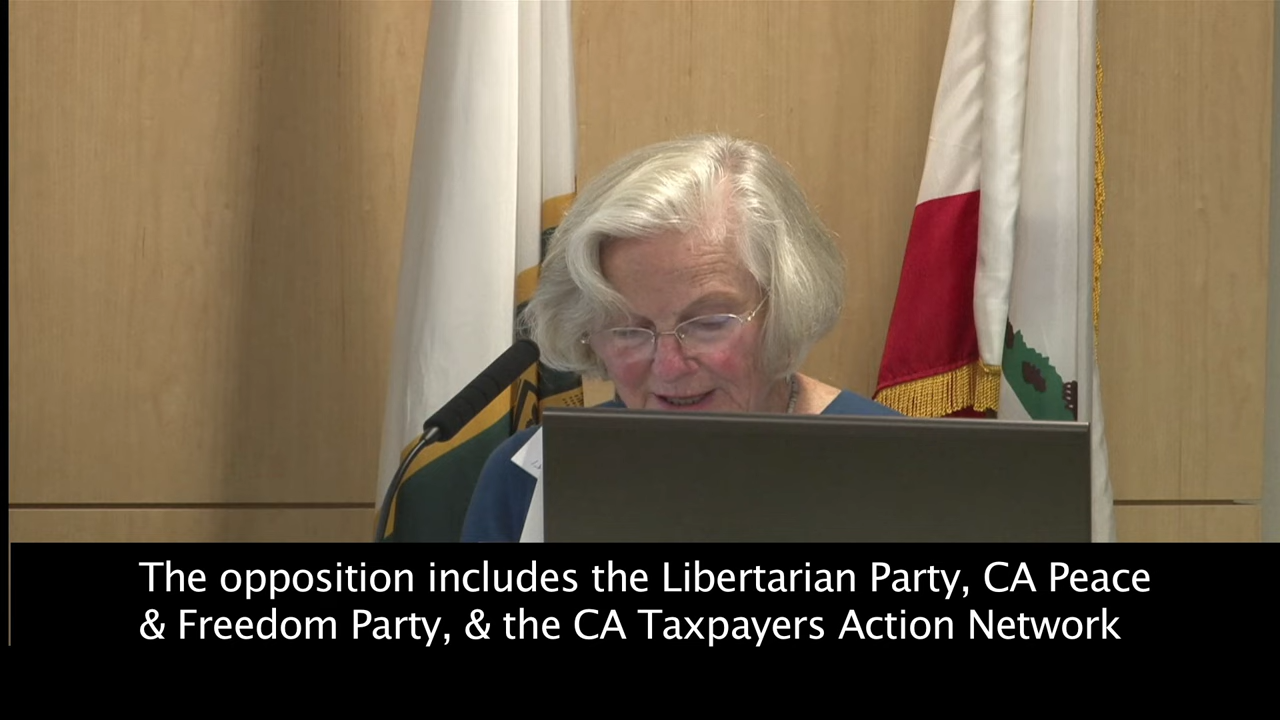 The opposition includes the Libertarian Party, CA Peace
& Freedom Party, & the CA Taxpayers Action Network